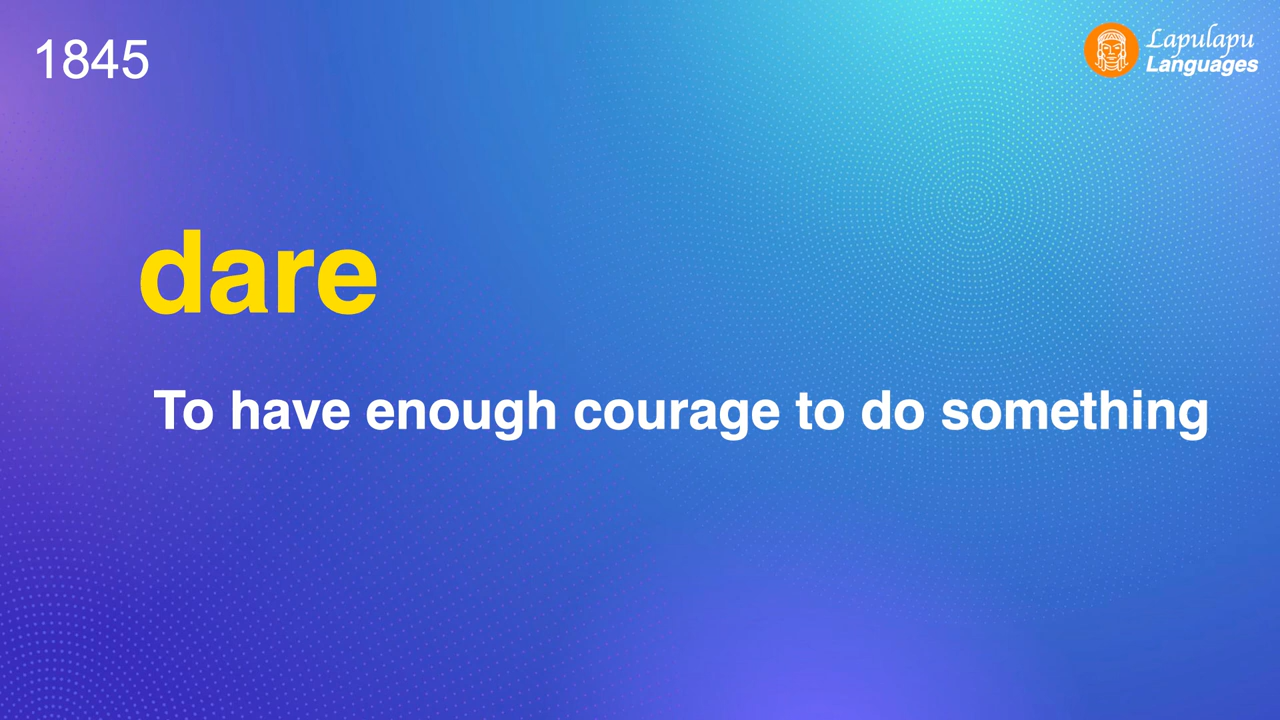 1845
Lapulapu
Languages
dare
To have enough courage to do something